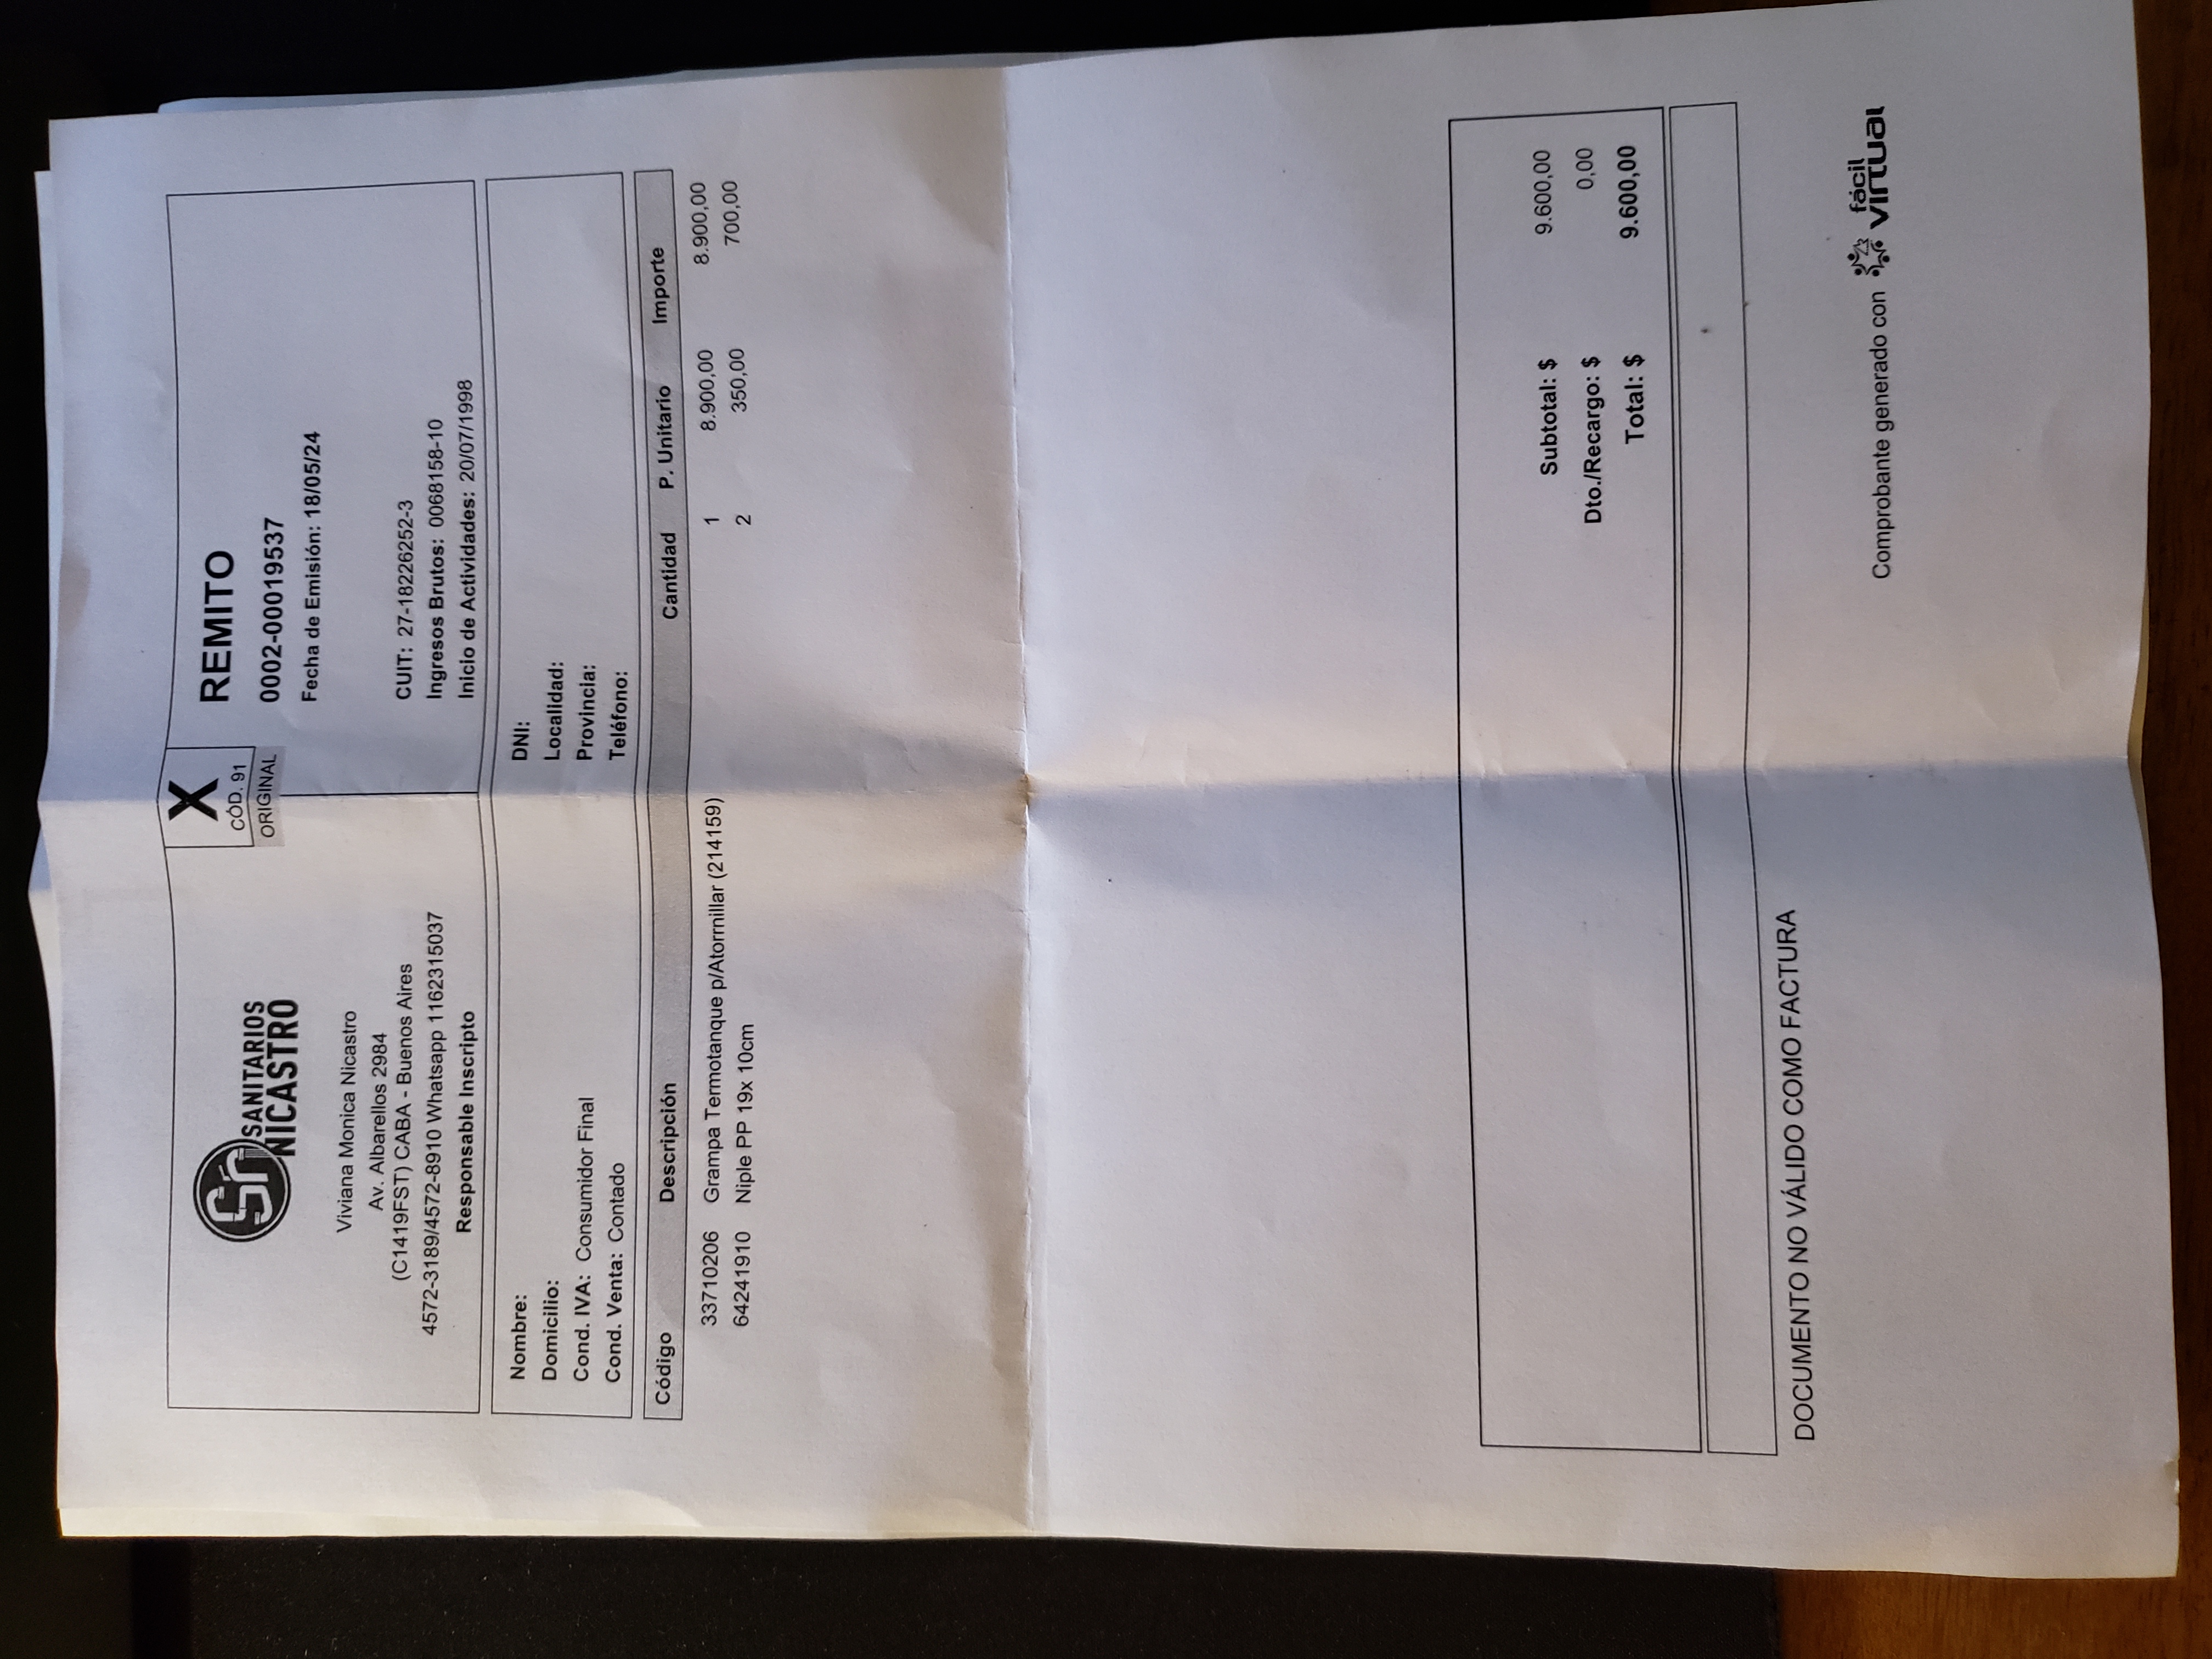 Sn SANITARIOS
NICASTRO
X
CÓD. 91
ORIGINAL
REMITO
0002-00019537
Fecha de Emisión: 18/05/24
Viviana Monica Nicastro
Av. Albarellos 2984
(C1419FST) CABA - Buenos Aires
4572-3189/4572-8910 Whatsapp 1162315037
Responsable Inscripto
CUIT: 27-18226252-3
Ingresos Brutos: 0068158-10
Inicio de Actividades: 20/07/1998
Nombre: DNI:
Domicilio: Localidad:
Cond. IVA: Consumidor Final Provincia:
Cond. Venta: Contado Teléfono:
Código Descripción Cantidad P. Unitario Importe
33710206 Grampa Termotanque p/Atorrnillar (214159) 1 8.900,00 8.900,00
64241910 Niple PP 19x 10cm 2 350,00 700,00
Subtotal: $ 9.600,00
Dto./Recargo: $ 0,00
Total: $ 9.600,00
DOCUMENTO NO VÁLIDO COMO FACTURA
Comprobante generado con fácil virtual